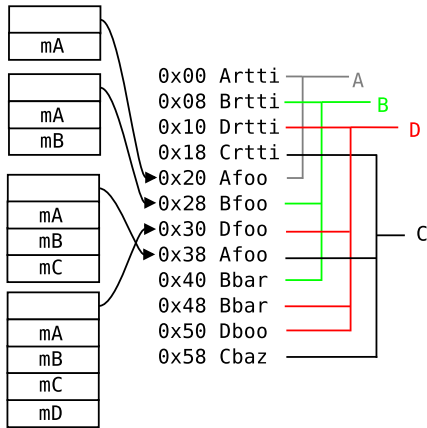 mA
mA
mB
mA
mB
mC
mA
mB
mC
mD
0x00 Artti
0x08 Brtti
0x10 Drtti
0x18 Crtti
0x20 Afoo
0x28 Bfoo
0x30 Dfoo
0x38 Afoo
0x40 Bbar
0x48 Bbar
0x50 Dboo
0x58 Cbaz
A
B
D
C